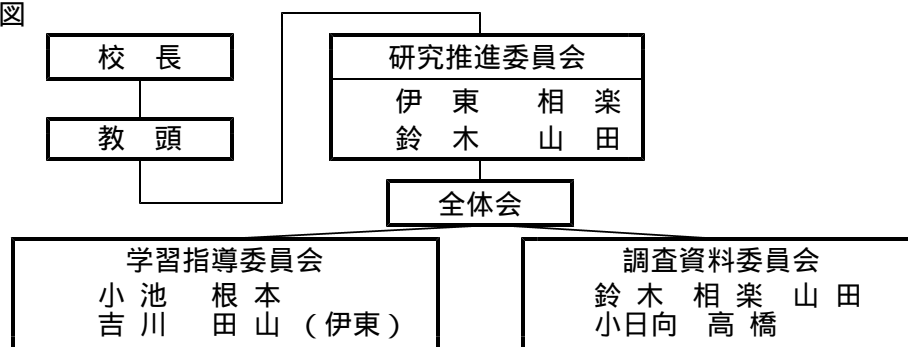 図
校 長
教 頭
研究推進委員会
伊 東 相 楽
鈴 木 山 田
全体会
学習指導委員会
小 池 根 本
吉 川 田 山 (伊東)
調査資料委員会
鈴 木 相 楽 山 田
小日向 高 橋